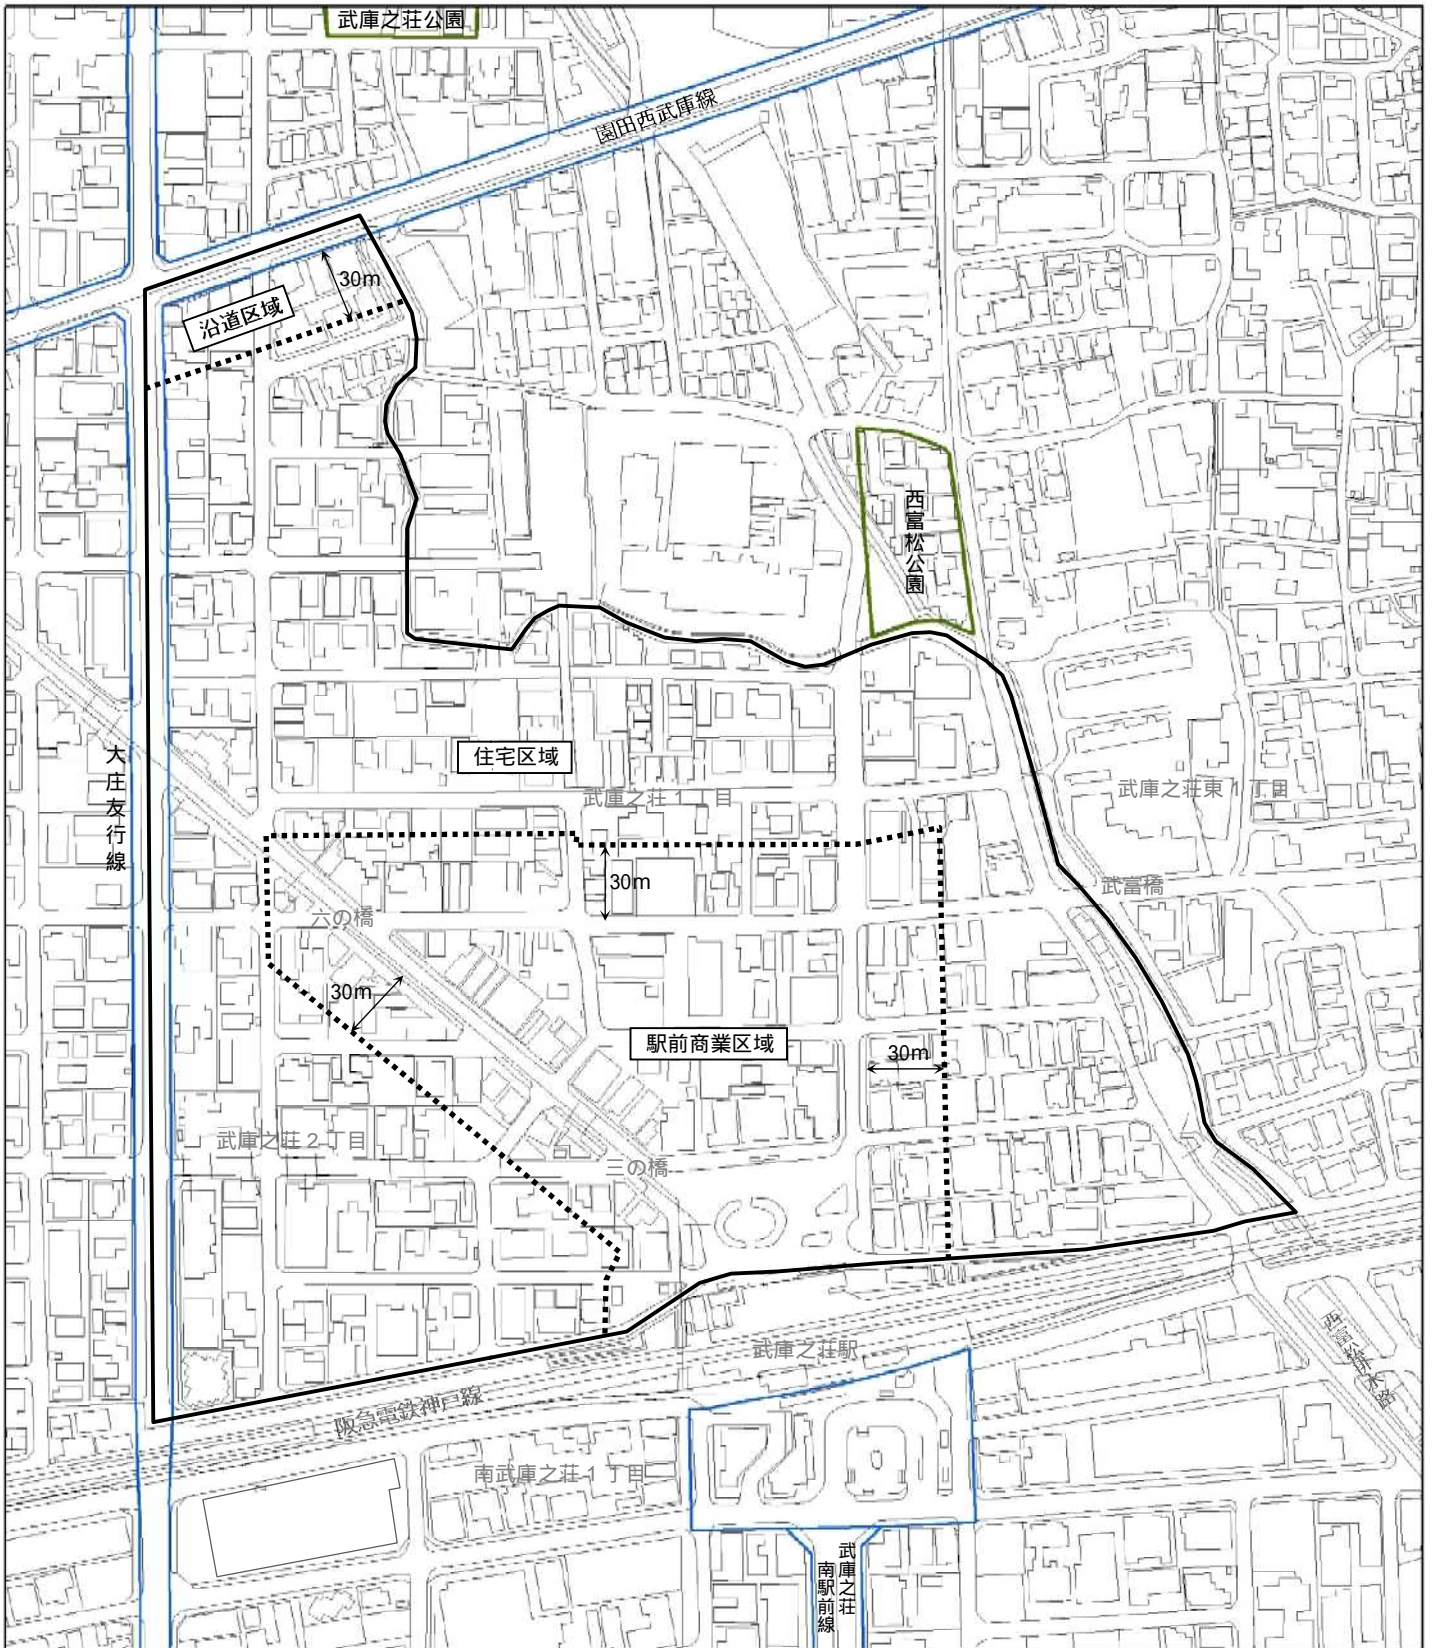 武庫之荘公園
園田西武庫線
30m
沿道区域
西富松公園
住宅区域
大庄友行線
武庫之荘1丁目
武庫之荘東1丁目
30m
武富橋
六の橋
30m
駅前商業区域
30m
武庫之荘2丁目
三の橋
武庫之荘駅
阪急電鉄神戸線
南武庫之荘1丁目
武庫之荘
南駅前線